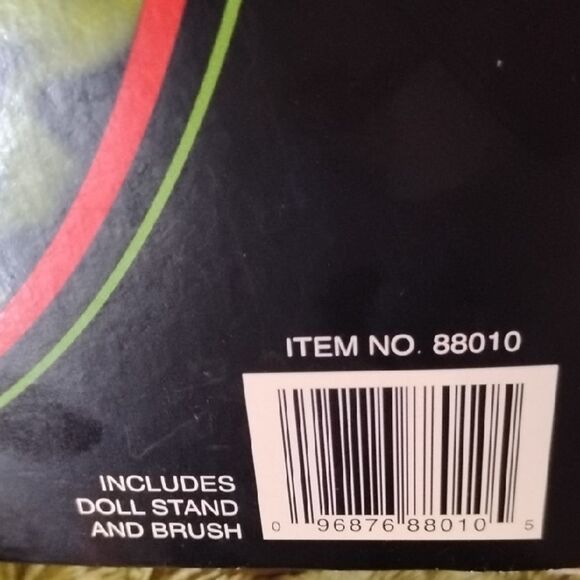 ITEM NO. 88010
INCLUDES
DOLL STAND
AND BRUSH
0 96876 88010 5